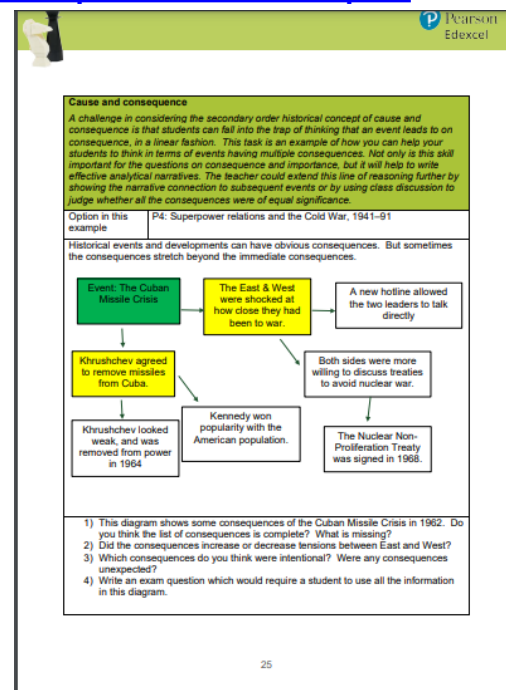 Pearson
Edexcel
Cause and consequence
A challenge in considering the secondary order historical concept of cause and
consequence is that students can fall into the trap of thinking that an event leads to on
consequence, in a linear fashion. This task is an example of how you can help your
students to think in terms of events having multiple consequences. Not only is this skill
important for the questions on consequence and importance, but it will help to write
effective analytical narratives. The teacher could extend this line of reasoning further by
showing the narrative connection to subsequent events or by using class discussion to
judge whether all the consequences were of equal significance.
Option in this
example
P4: Superpower relations and the Cold War, 1941–91
Historical events and developments can have obvious consequences. But sometimes
the consequences stretch beyond the immediate consequences.
Event: The Cuban
Missile Crisis
The East & West
were shocked at
how close they had
been to war.
A new hotline allowed
the two leaders to talk
directly
Khrushchev agreed
to remove missiles
from Cuba.
Both sides were more
willing to discuss treaties
to avoid nuclear war.
Khrushchev looked
weak, and was
removed from power
in 1964
Kennedy won
popularity with the
American population.
The Nuclear Non-
Proliferation Treaty
was signed in 1968.
1) This diagram shows some consequences of the Cuban Missile Crisis in 1962. Do
you think the list of consequences is complete? What is missing?
2) Did the consequences increase or decrease tensions between East and West?
3) Which consequences do you think were intentional? Were any consequences
unexpected?
4) Write an exam question which would require a student to use all the information
in this diagram.
25